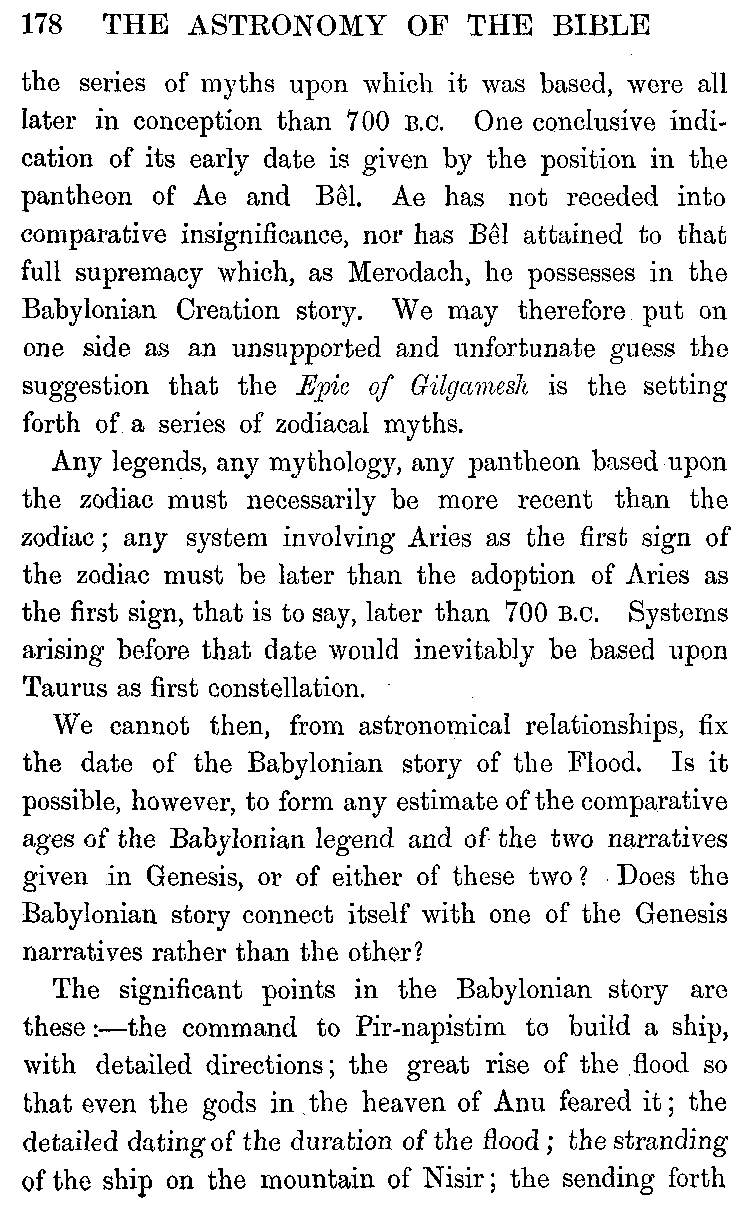 178 THE ASTRONOMY OF THE BIBLE
the series of myths upon which it was based, were all
later in conception than 700 B.C. One conclusive indi-
cation of its early date is given by the position in the
pantheon of Ae and Bêl. Ae has not receded into
comparative insignificance, nor has Bêl attained to that
full supremacy which, as Merodach, he possesses in the
Babylonian Creation story. We may therefore put on
one side as an unsupported and unfortunate guess the
suggestion that the Epic of Gilgamesh is the setting
forth of a series of zodiacal myths.
Any legends, any mythology, any pantheon based upon
the zodiac must necessarily be more recent than the
zodiac; any system involving Aries as the first sign of
the zodiac must be later than the adoption of Aries as
the first sign, that is to say, later than 700 B.C. Systems
arising before that date would inevitably be based upon
Taurus as first constellation.
We cannot then, from astronomical relationships, fix
the date of the Babylonian story of the Flood. Is it
possible, however, to form any estimate of the comparative
ages of the Babylonian legend and of the two narratives
given in Genesis, or of either of these two? Does the
Babylonian story connect itself with one of the Genesis
narratives rather than the other?
The significant points in the Babylonian story are
these:—the command to Pir-napistim to build a ship,
with detailed directions; the great rise of the flood so
that even the gods in the heaven of Anu feared it; the
detailed dating of the duration of the flood; the stranding
of the ship on the mountain of Nisir; the sending forth